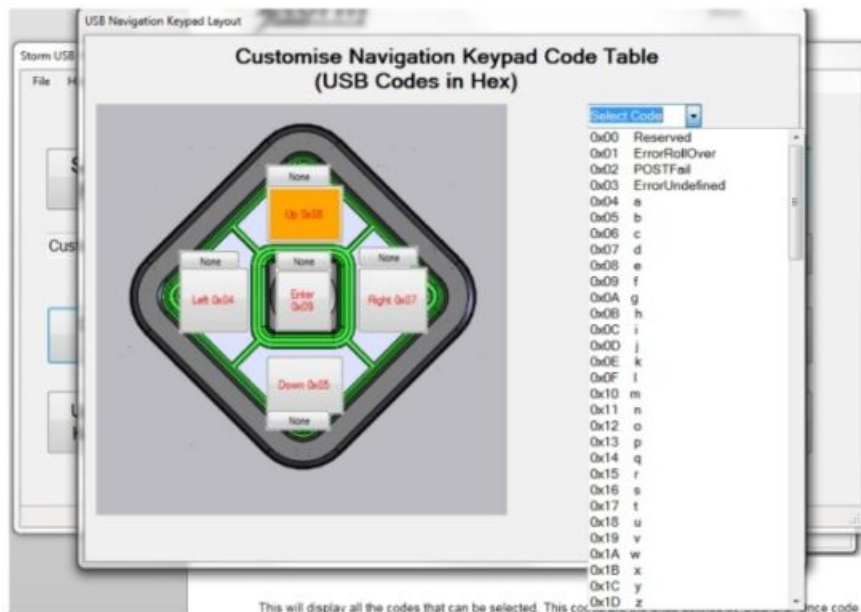 USB Navigation Keypad Layout
Customise Navigation Keypad Code Table
(USB Codes in Hex)
Storm USB
File
Select Code
0x00 Reserved
0x01 ErrorRollOver
0x02 POSTFail
0x03 ErrorUndefined
0x04 a
0x05 b
0x06 c
0x07 d
0x08 e
0x09 f
0x0A g
0x0B h
0x0C i
0x0D j
0x0E k
0x0F l
0x10 m
0x11 n
0x12 o
0x13 p
0x14 q
0x15 r
0x16 s
0x17 t
0x18 u
0x19 v
0x1A w
0x1B x
0x1C y
0x1D z
None
Up 0x08
None
None
None
Left 0x04
Enter
0x09
Right 0x07
Down 0x05
None
Cus
This will display all the codes that can be selected. This